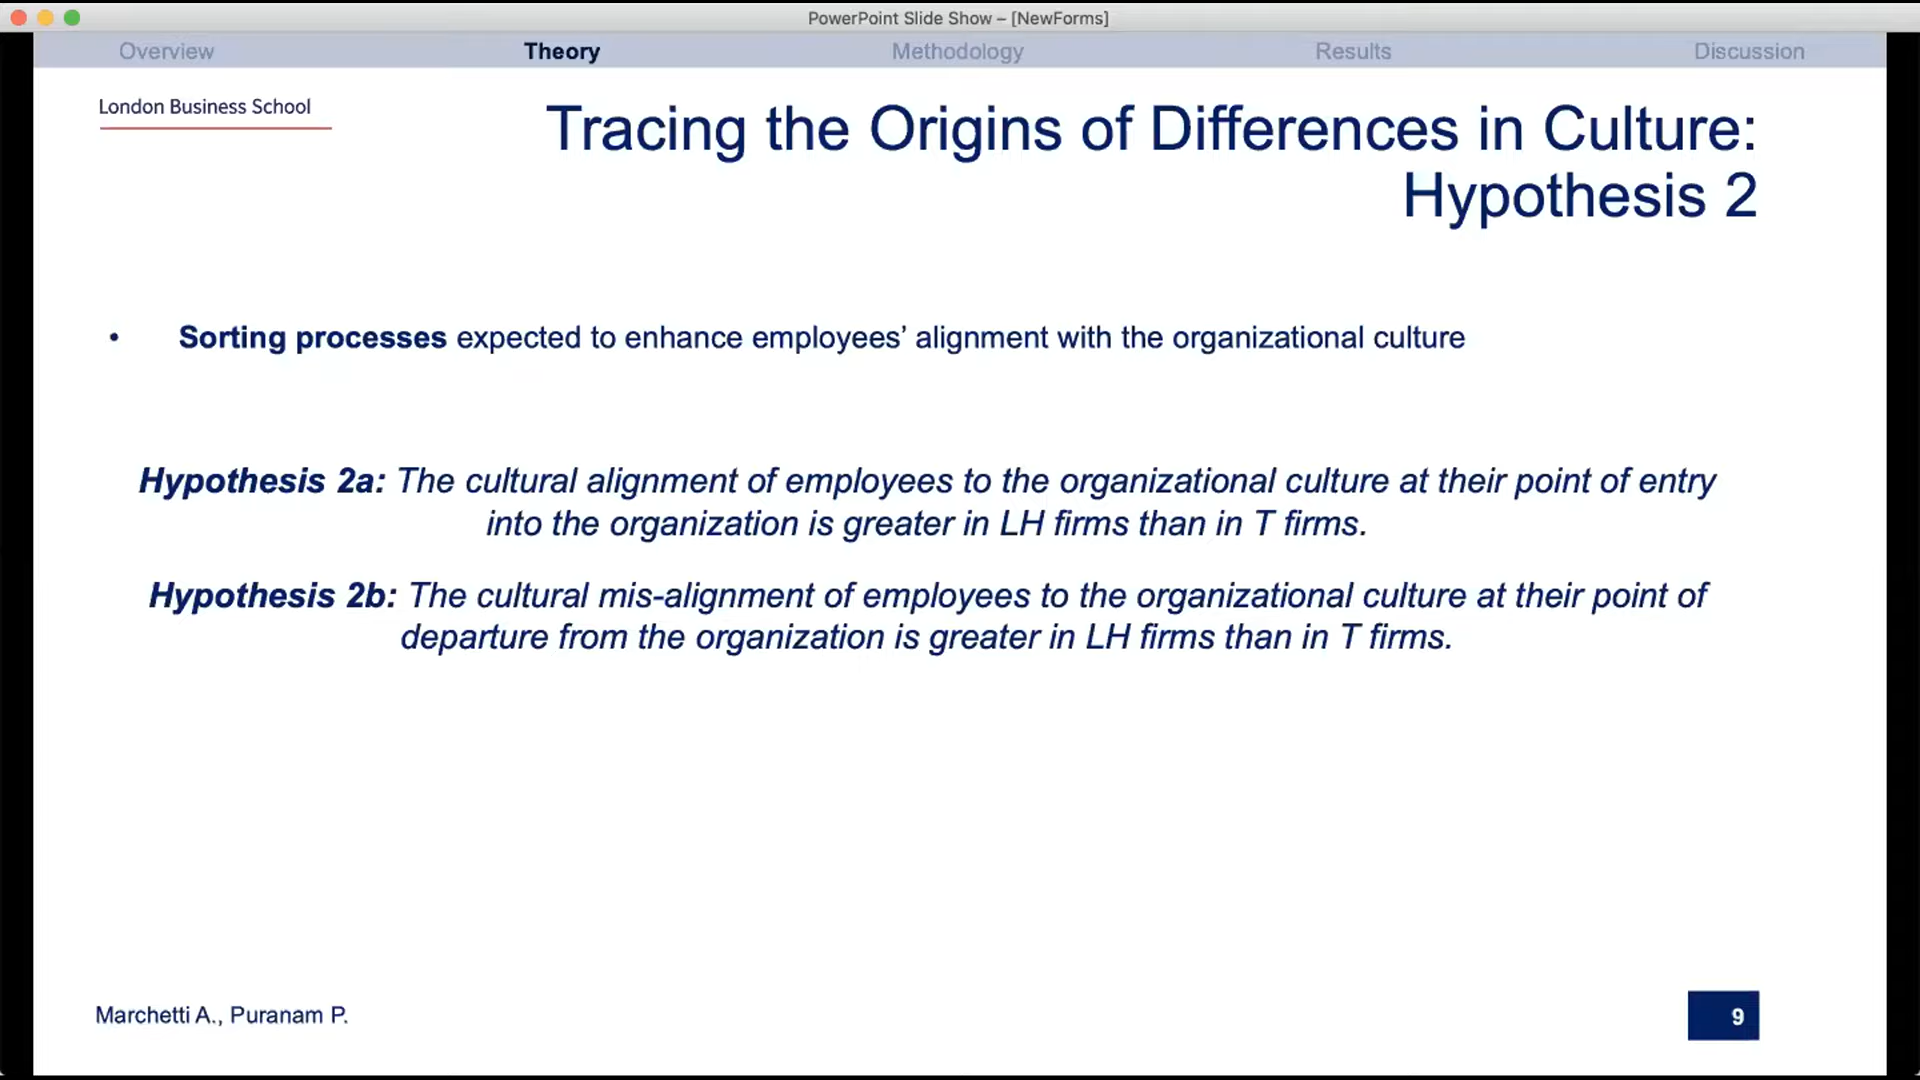 PowerPoint Slide Show – [NewForms]
Overview Theory Methodology Results Discussion
London Business School
Tracing the Origins of Differences in Culture:
Hypothesis 2
• Sorting processes expected to enhance employees’ alignment with the organizational culture
Hypothesis 2a: The cultural alignment of employees to the organizational culture at their point of entry
into the organization is greater in LH firms than in T firms.
Hypothesis 2b: The cultural mis-alignment of employees to the organizational culture at their point of
departure from the organization is greater in LH firms than in T firms.
Marchetti A., Puranam P.
9